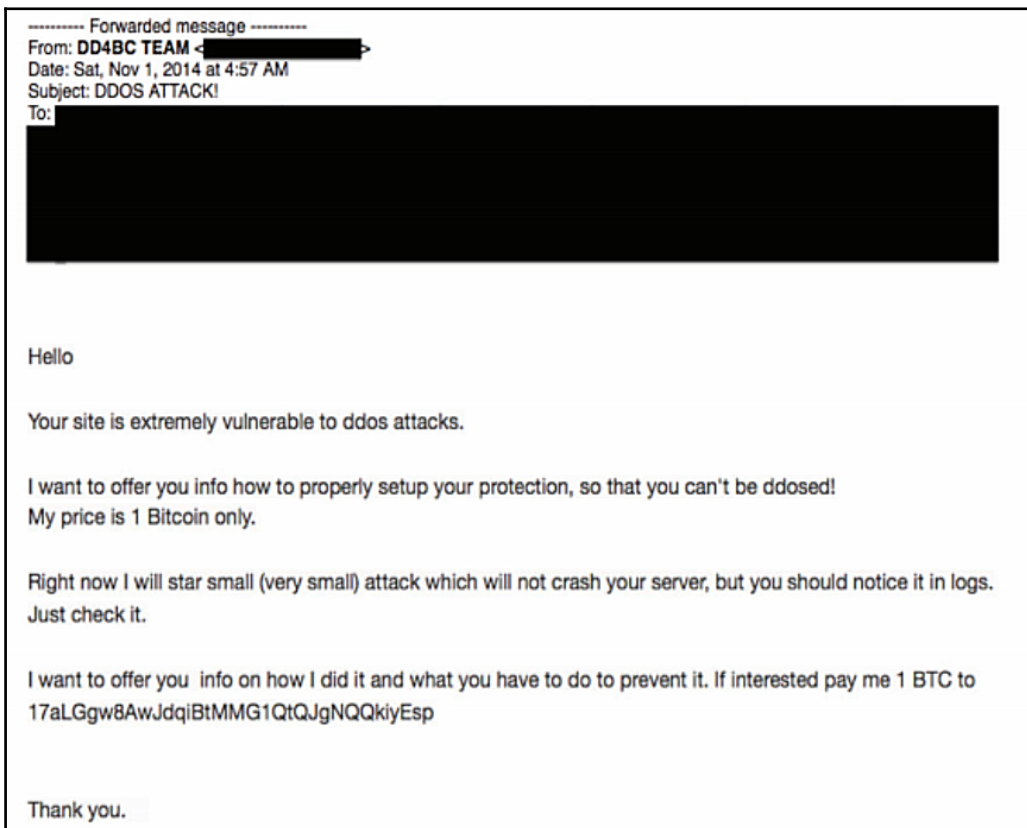 ---------- Forwarded message ----------
From: DD4BC TEAM < >
Date: Sat, Nov 1, 2014 at 4:57 AM
Subject: DDOS ATTACK!
To:
Hello
Your site is extremely vulnerable to ddos attacks.
I want to offer you info how to properly setup your protection, so that you can't be ddosed!
My price is 1 Bitcoin only.
Right now I will star small (very small) attack which will not crash your server, but you should notice it in logs.
Just check it.
I want to offer you info on how I did it and what you have to do to prevent it. If interested pay me 1 BTC to
17aLGgw8AwJdqiBtMMG1QtQJgNQQkiyEsp
Thank you.